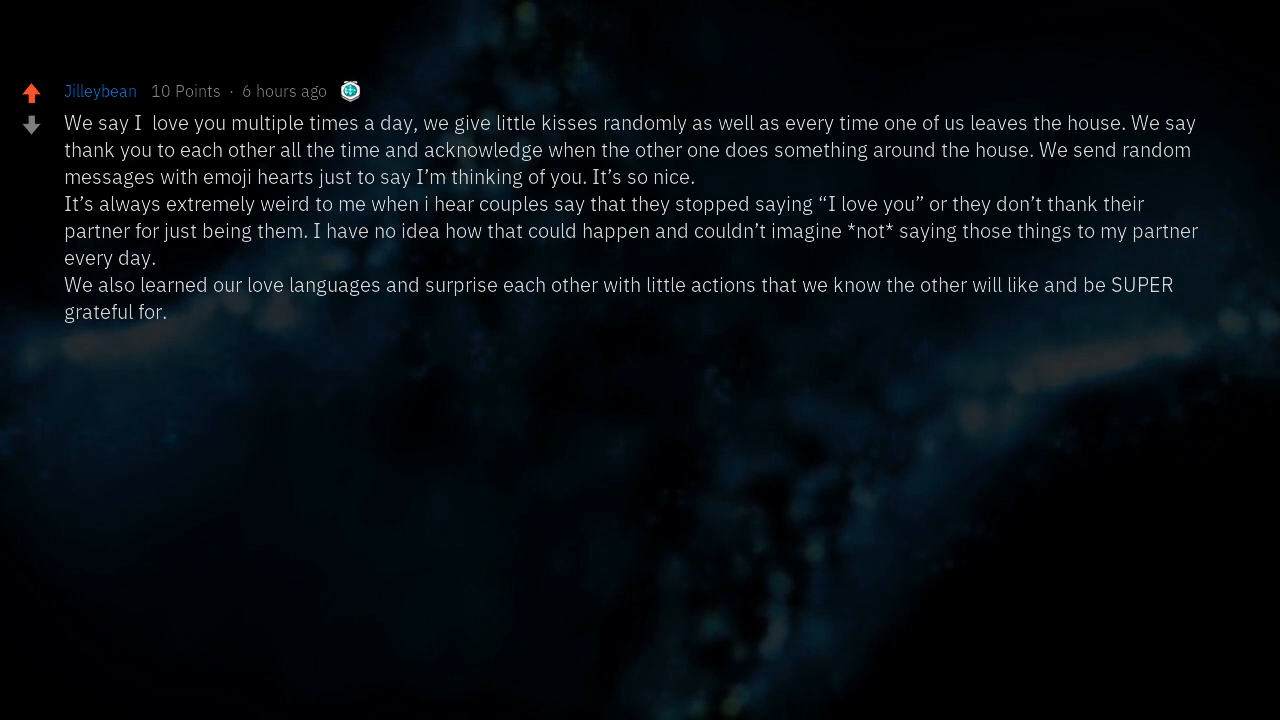 Jilleybean 10 Points · 6 hours ago
We say I  love you multiple times a day, we give little kisses randomly as well as every time one of us leaves the house. We say
thank you to each other all the time and acknowledge when the other one does something around the house. We send random
messages with emoji hearts just to say I’m thinking of you. It’s so nice.
It’s always extremely weird to me when i hear couples say that they stopped saying “I love you” or they don’t thank their
partner for just being them. I have no idea how that could happen and couldn’t imagine *not* saying those things to my partner
every day.
We also learned our love languages and surprise each other with little actions that we know the other will like and be SUPER
grateful for.